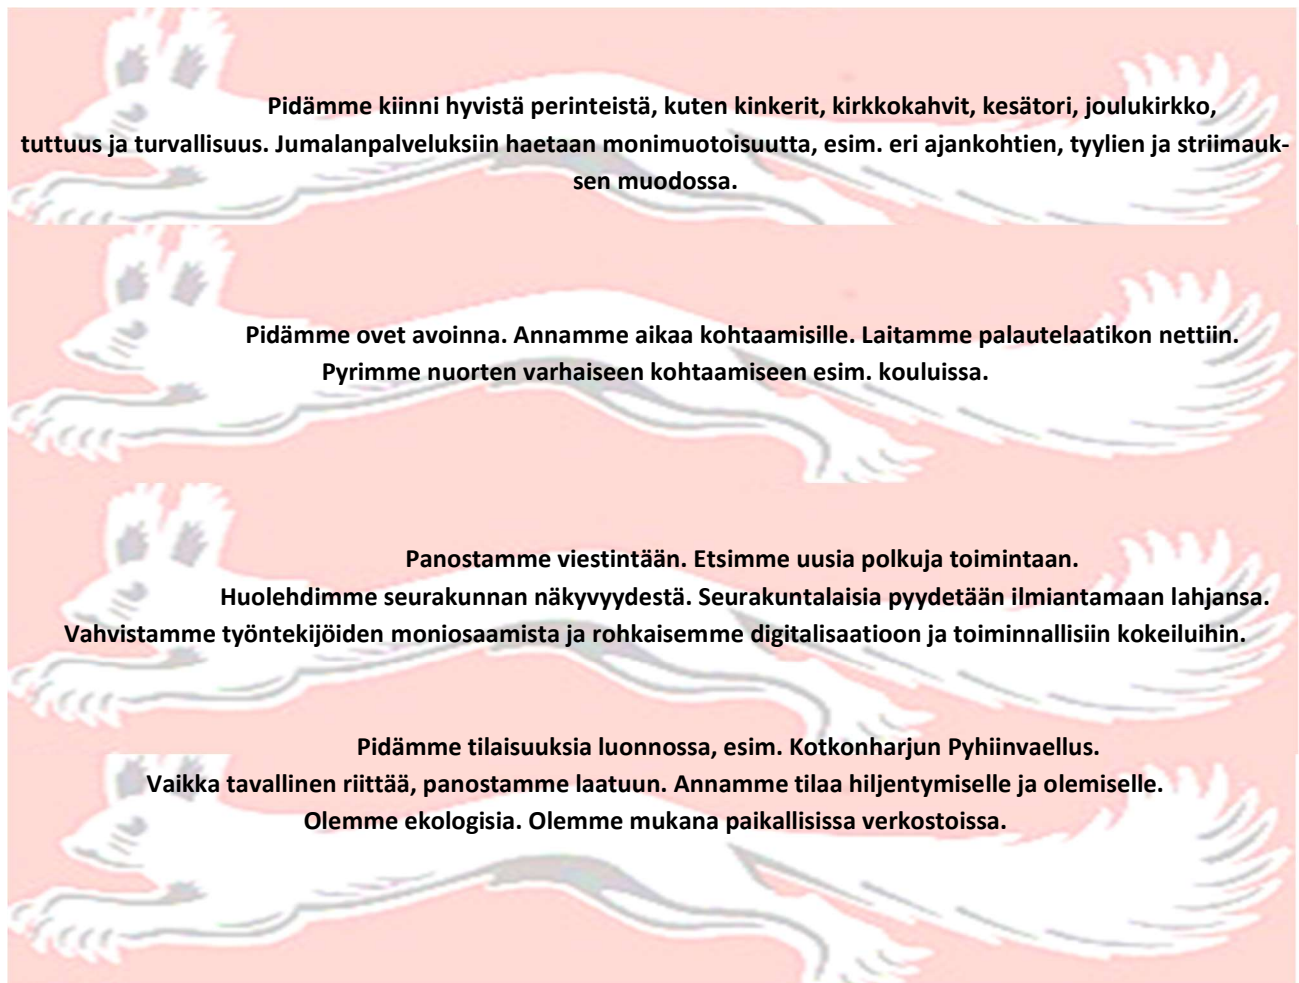 Pidämme kiinni hyvistä perinteistä, kuten kinkerit, kirkkokahvit, kesätori, joulukirkko,
tuttuus ja turvallisuus. Jumalanpalveluksiin haetaan monimuotoisuutta, esim. eri ajankohtien, tyylien ja striimauk-
sen muodossa.
Pidämme ovet avoinna. Annamme aikaa kohtaamisille. Laitamme palautelaatikon nettiin.
Pyrimme nuorten varhaiseen kohtaamiseen esim. kouluissa.
Panostamme viestintään. Etsimme uusia polkuja toimintaan.
Huolehdimme seurakunnan näkyvyydestä. Seurakuntalaisia pyydetään ilmiantamaan lahjansa.
Vahvistamme työntekijöiden moniosaamista ja rohkaisemme digitalisaatioon ja toiminnallisiin kokeiluihin.
Pidämme tilaisuuksia luonnossa, esim. Kotkonharjun Pyhiinvaellus.
Vaikka tavallinen riittää, panostamme laatuun. Annamme tilaa hiljentymiselle ja olemiselle.
Olemme ekologisia. Olemme mukana paikallisissa verkostoissa.